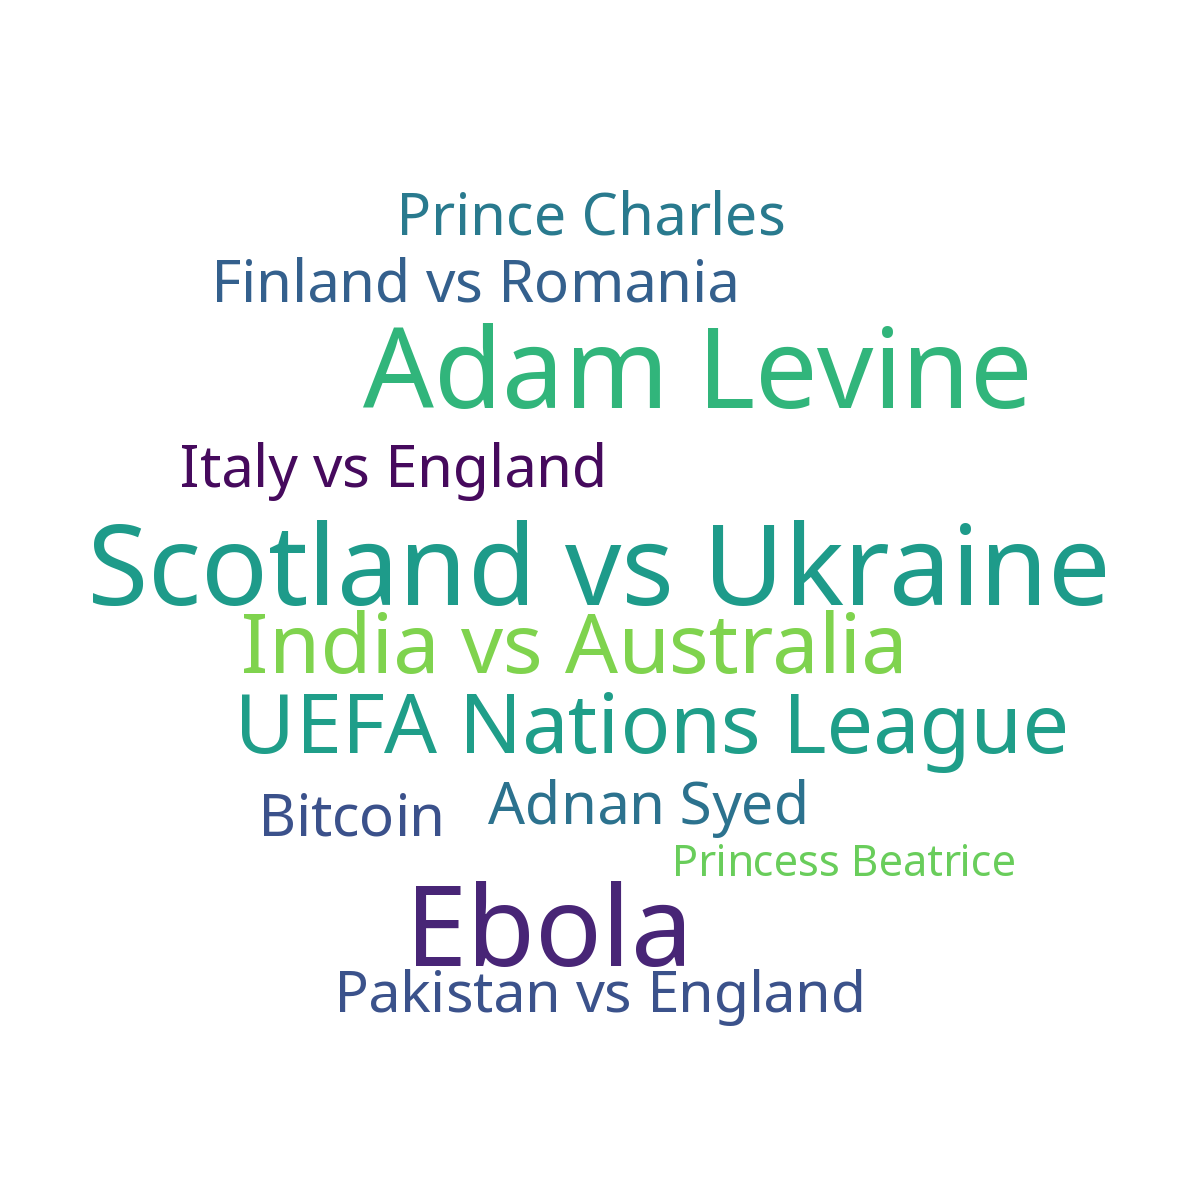 Prince Charles
Finland vs Romania
Adam Levine
Italy vs England
Scotland vs Ukraine
India vs Australia
UEFA Nations League
Bitcoin
Adnan Syed
Princess Beatrice
Ebola
Pakistan vs England